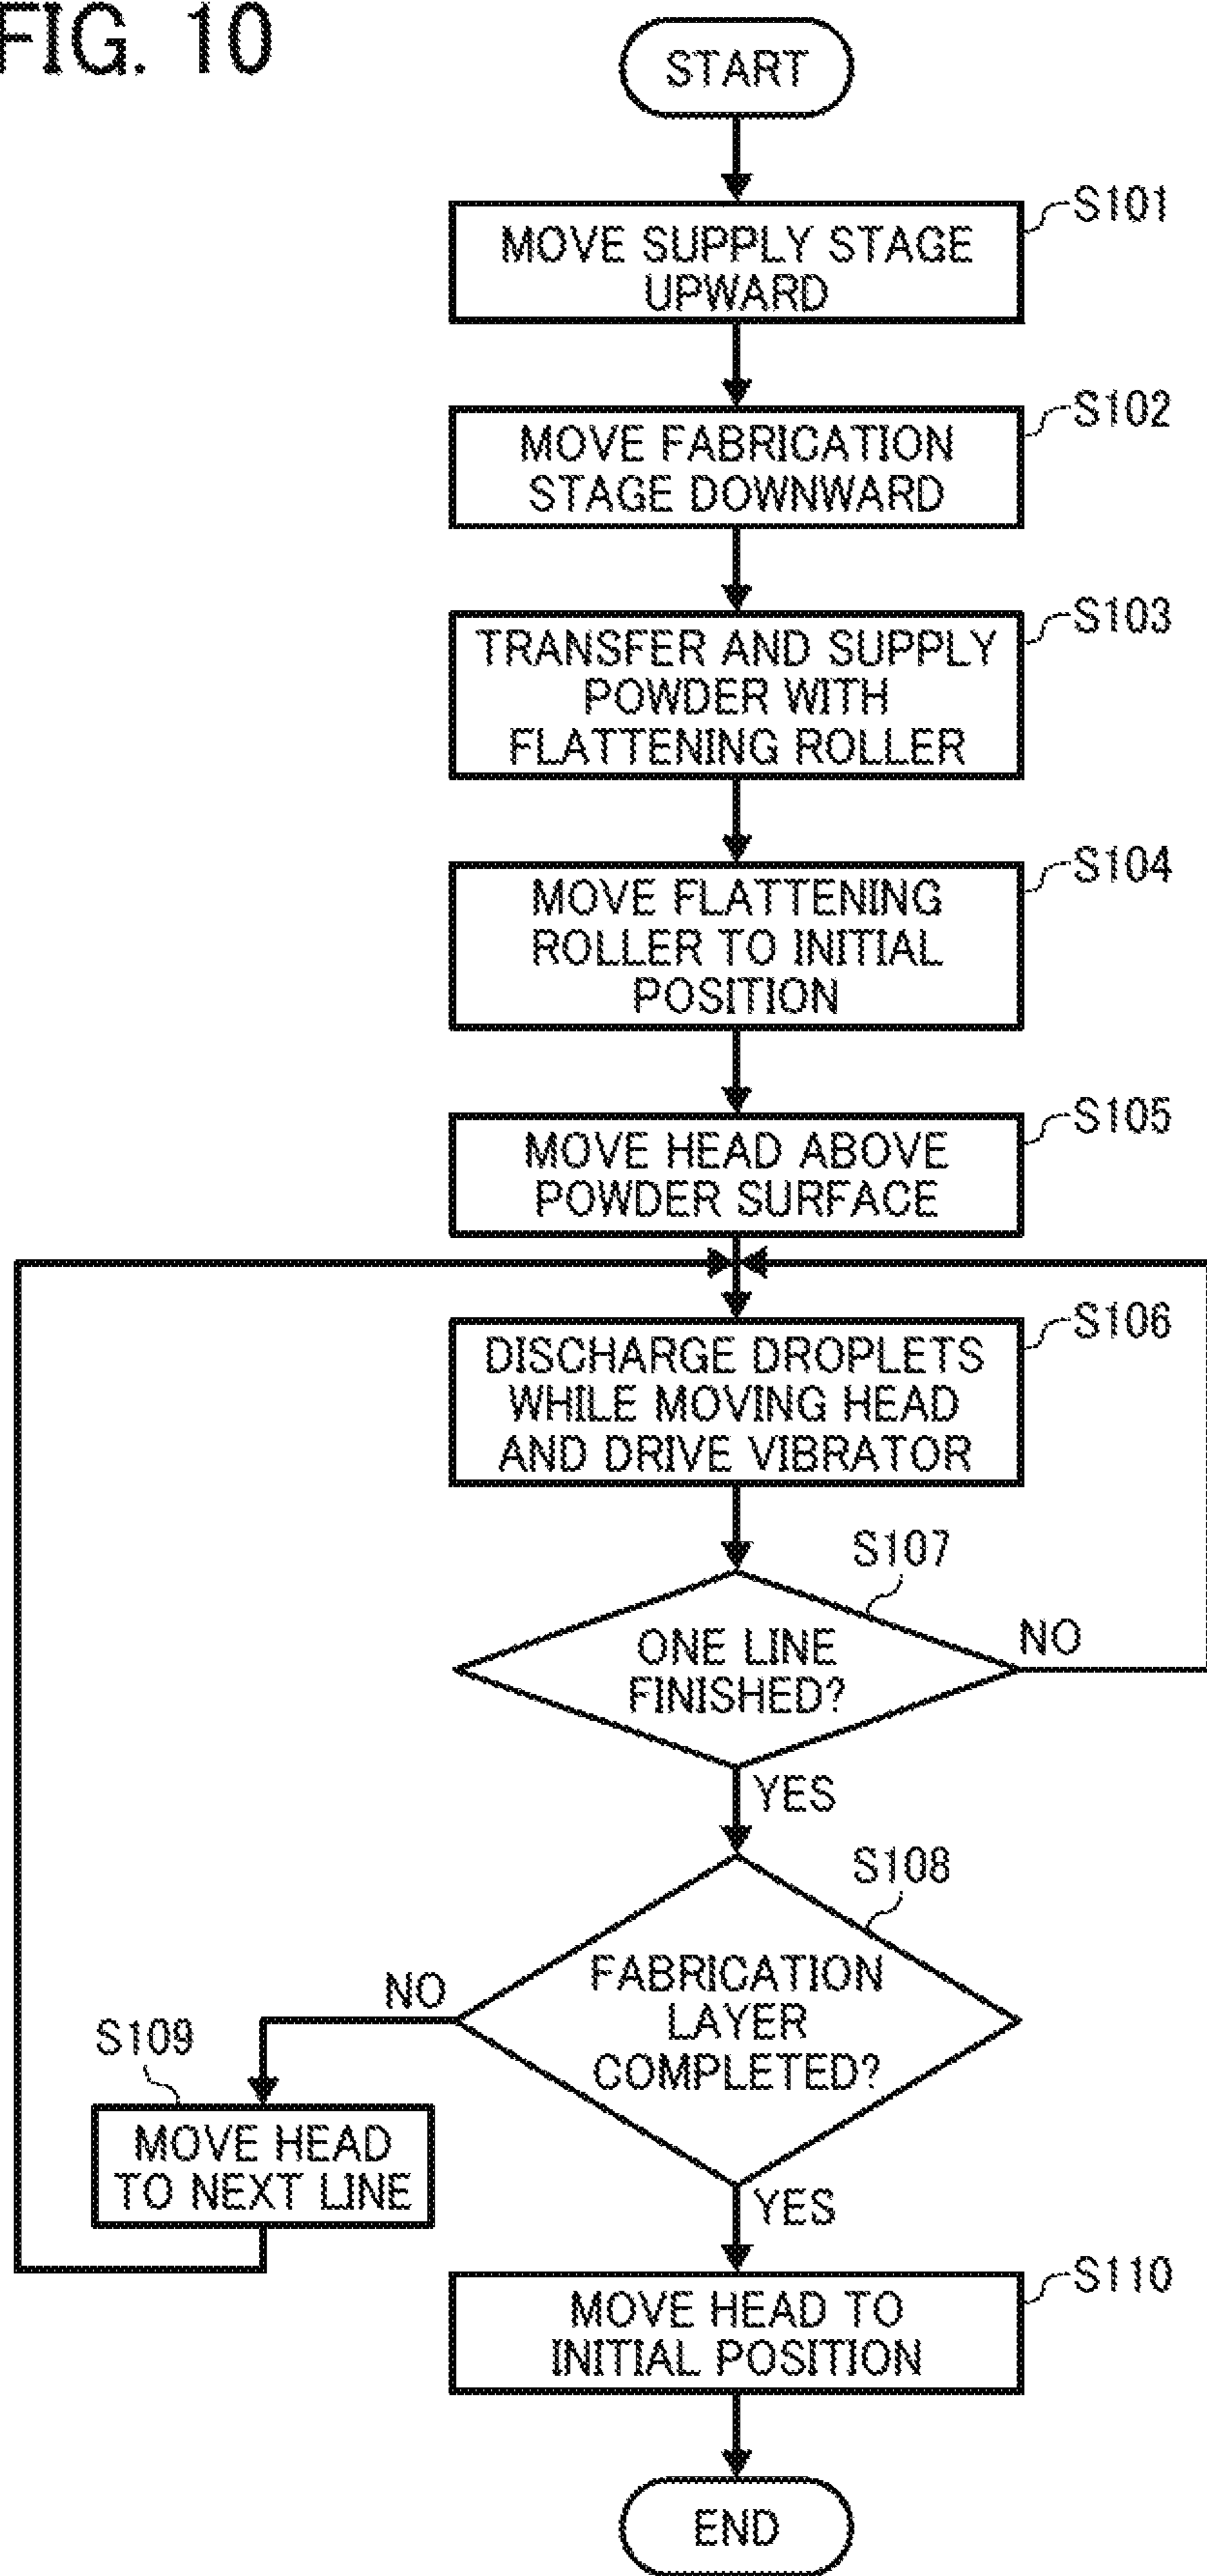 FIG. 10
START
S101
MOVE SUPPLY STAGE
UPWARD
S102
MOVE FABRICATION
STAGE DOWNWARD
S103
TRANSFER AND SUPPLY
POWDER WITH
FLATTENING ROLLER
S104
MOVE FLATTENING
ROLLER TO INITIAL
POSITION
S105
MOVE HEAD ABOVE
POWDER SURFACE
S106
DISCHARGE DROPLETS
WHILE MOVING HEAD
AND DRIVE VIBRATOR
S107
ONE LINE
FINISHED?
NO
YES
S108
FABRICATION
LAYER
COMPLETED?
NO
S109
MOVE HEAD
TO NEXT LINE
YES
S110
MOVE HEAD TO
INITIAL POSITION
END